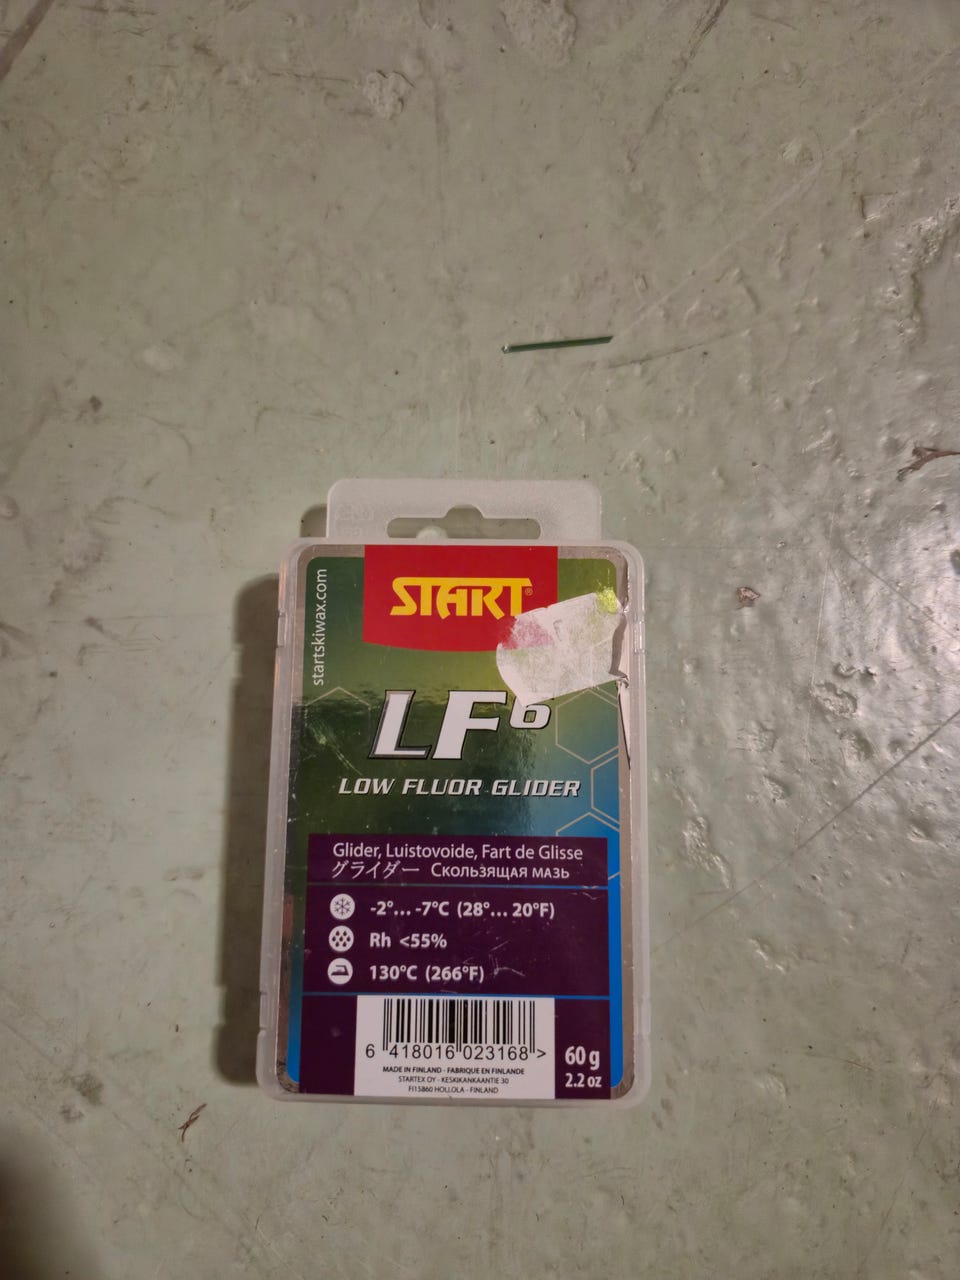 START®
startskiwax.com
LF6
LOW FLUOR GLIDER
Glider, Luistovoide, Fart de Glisse
グライダー Скользящая мазь
-2°... -7°C (28°... 20°F)
Rh <55%
130°C (266°F)
6 418016 023168 >
MADE IN FINLAND - FABRIQUE EN FINLANDE
STARTEX OY - KESKIKANKAANTIE 30
FI15860 HOLLOLA - FINLAND
60 g
2.2 oz